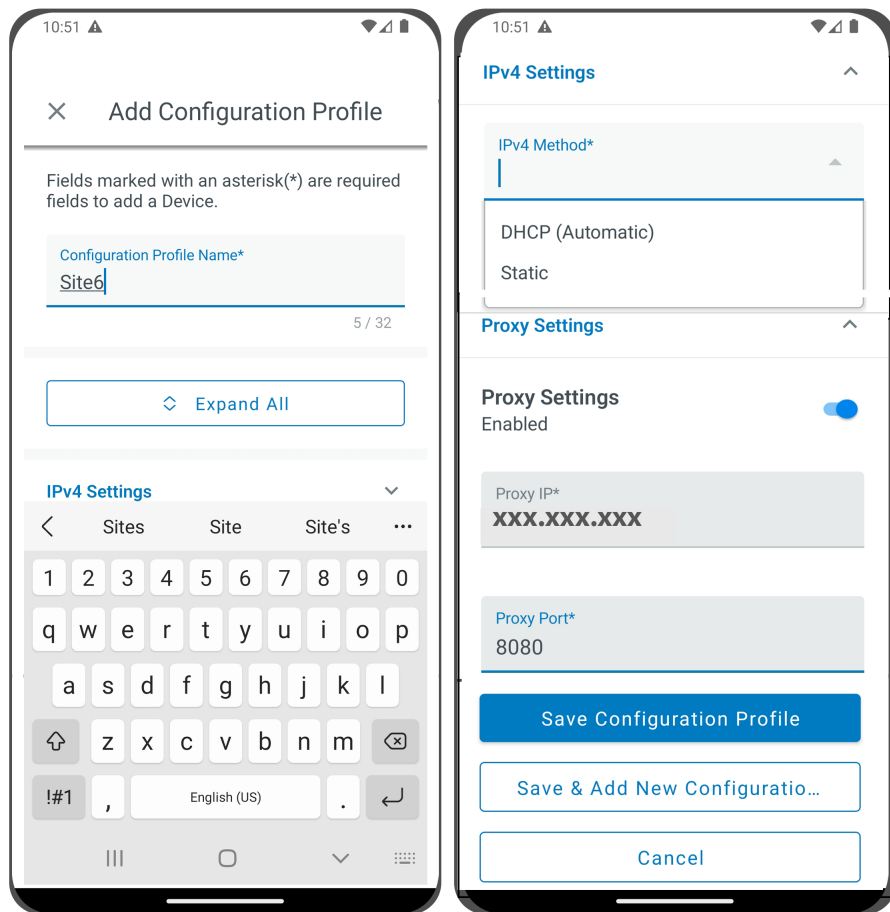 10:51
Add Configuration Profile
Fields marked with an asterisk(*) are required
fields to add a Device.
Configuration Profile Name*
Site6
5 / 32
Expand All
IPv4 Settings
Sites Site Site's
1 2 3 4 5 6 7 8 9 0
q w e r t y u i o p
a s d f g h j k l
z x c v b n m
!#1 , English (US) .
10:51
IPv4 Settings
IPv4 Method*
DHCP (Automatic)
Static
Proxy Settings
Proxy Settings
Enabled
Proxy IP*
xxx.xxx.xxx
Proxy Port*
8080
Save Configuration Profile
Save & Add New Configuratio...
Cancel